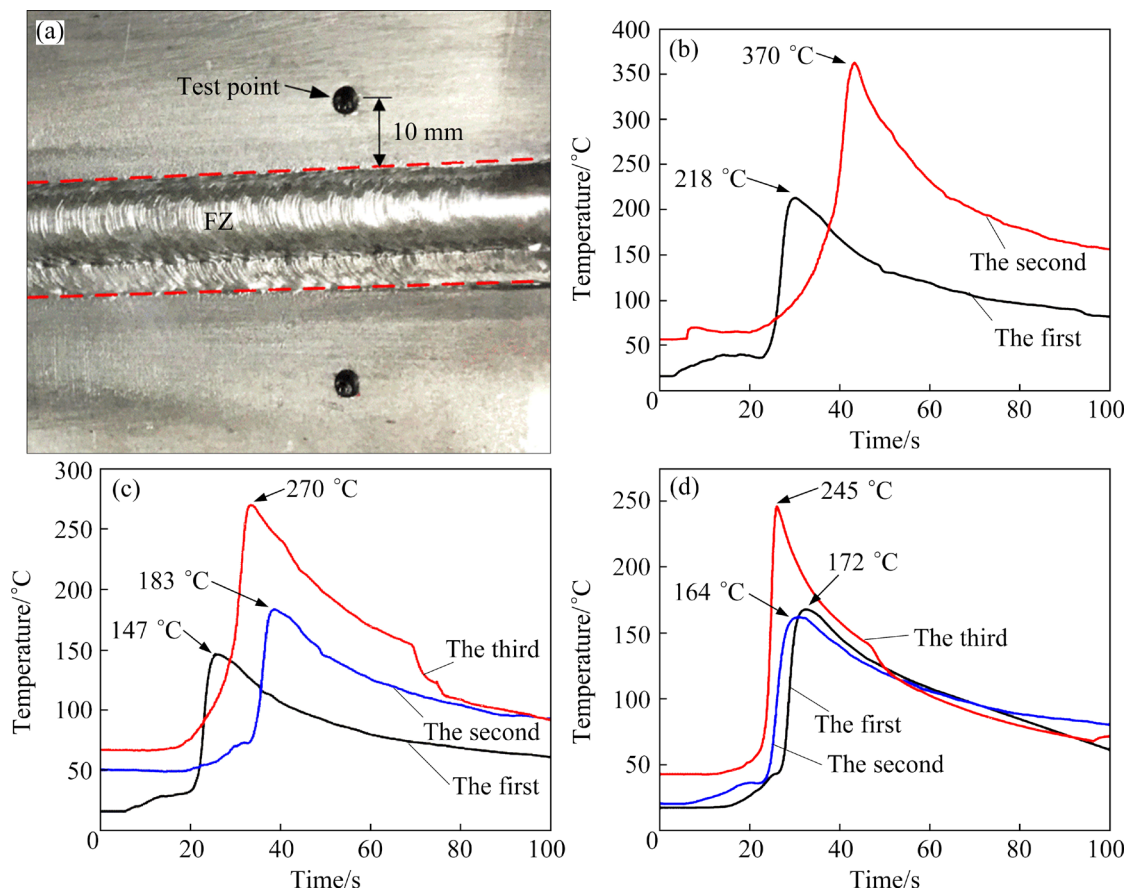 (a)
Test point
10 mm
FZ
(b)
400
350
300
250
200
150
100
50
0
20
40
60
80
100
Temperature/°C
Time/s
370 °C
218 °C
The second
The first
(c)
300
250
200
150
100
50
0
20
40
60
80
100
Temperature/°C
Time/s
270 °C
183 °C
147 °C
The third
The second
The first
(d)
250
200
150
100
50
0
20
40
60
80
100
Temperature/°C
Time/s
245 °C
172 °C
164 °C
The third
The first
The second